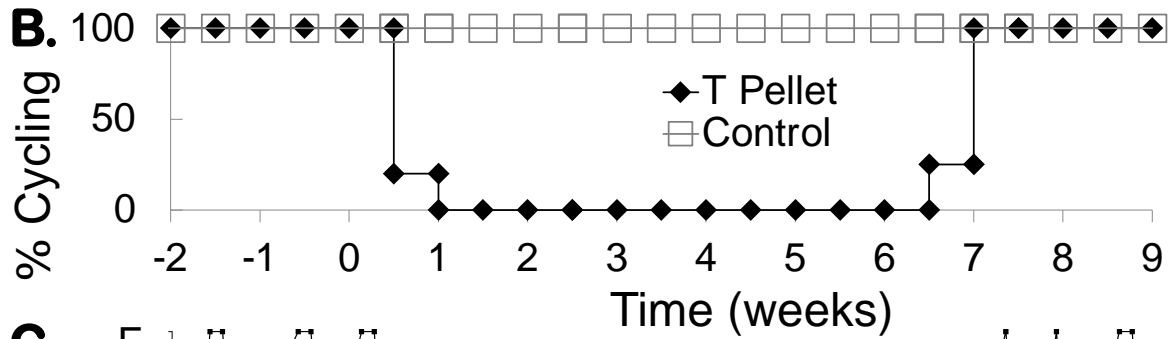 B.
% Cycling
100
50
0
T Pellet
Control
-2 -1 0 1 2 3 4 5 6 7 8 9
Time (weeks)